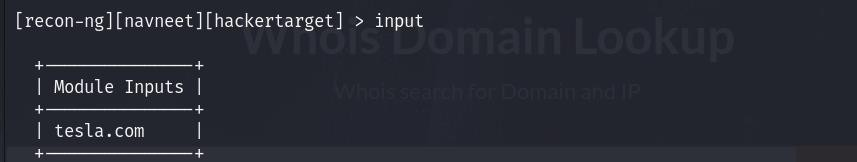 [recon-ng][navneet][hackertarget] > input
Whois Domain Lookup
Whois search for Domain and IP
+----------------+
| Module Inputs |
+----------------+
| tesla.com |
+----------------+